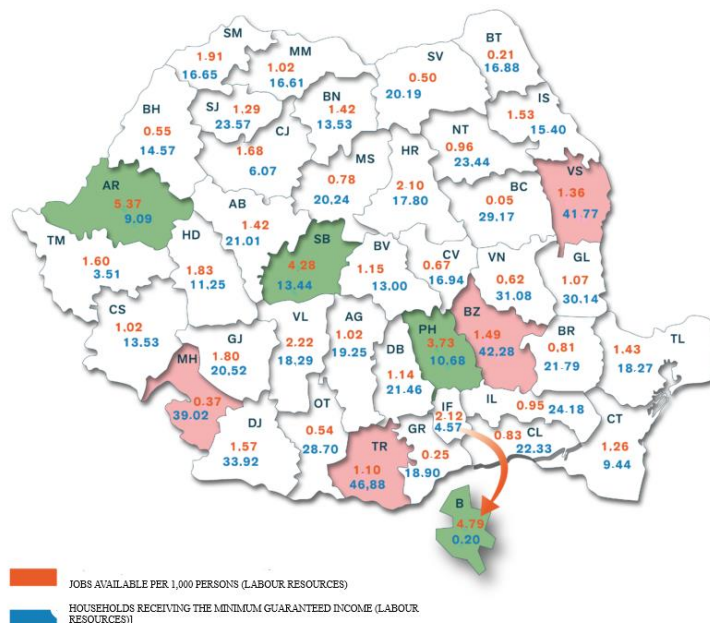 SM
1.91
16.65
MM
1.02
16.61
SV
0.50
20.19
BT
0.21
16.88
BH
0.55
14.57
SJ
1.29
23.57
CJ
1.68
6.07
BN
1.42
13.53
MS
0.78
20.24
HR
2.10
17.80
NT
0.96
23.44
IS
1.53
15.40
AR
5.37
9.09
AB
1.42
21.01
BC
0.05
29.17
VS
1.36
41.77
TM
1.60
3.51
HD
1.83
11.25
SB
4.28
13.44
BV
1.15
13.00
CV
0.67
16.94
VN
0.62
31.08
GL
1.07
30.14
CS
1.02
13.53
MH
0.37
39.02
GJ
1.80
20,52
VL
2.22
18.29
AG
1.02
19.25
DB
1.14
21.46
PH
3.73
10.68
BZ
1.49
42.28
BR
0.81
21.79
TL
1.43
18.27
DJ
1.57
33.92
OT
0.54
28.70
TR
1.10
46,88
GR
0.25
18.90
IF
2.12
4.57
IL
0.95
24.18
CL
0.83
22.33
CT
1.26
9.44
B
4.79
0.20
JOBS AVAILABLE PER 1,000 PERSONS (LABOUR RESOURCES)
HOUSEHOLDS RECEIVING THE MINIMUM GUARANTEED INCOME (LABOUR
RESOURCES)]